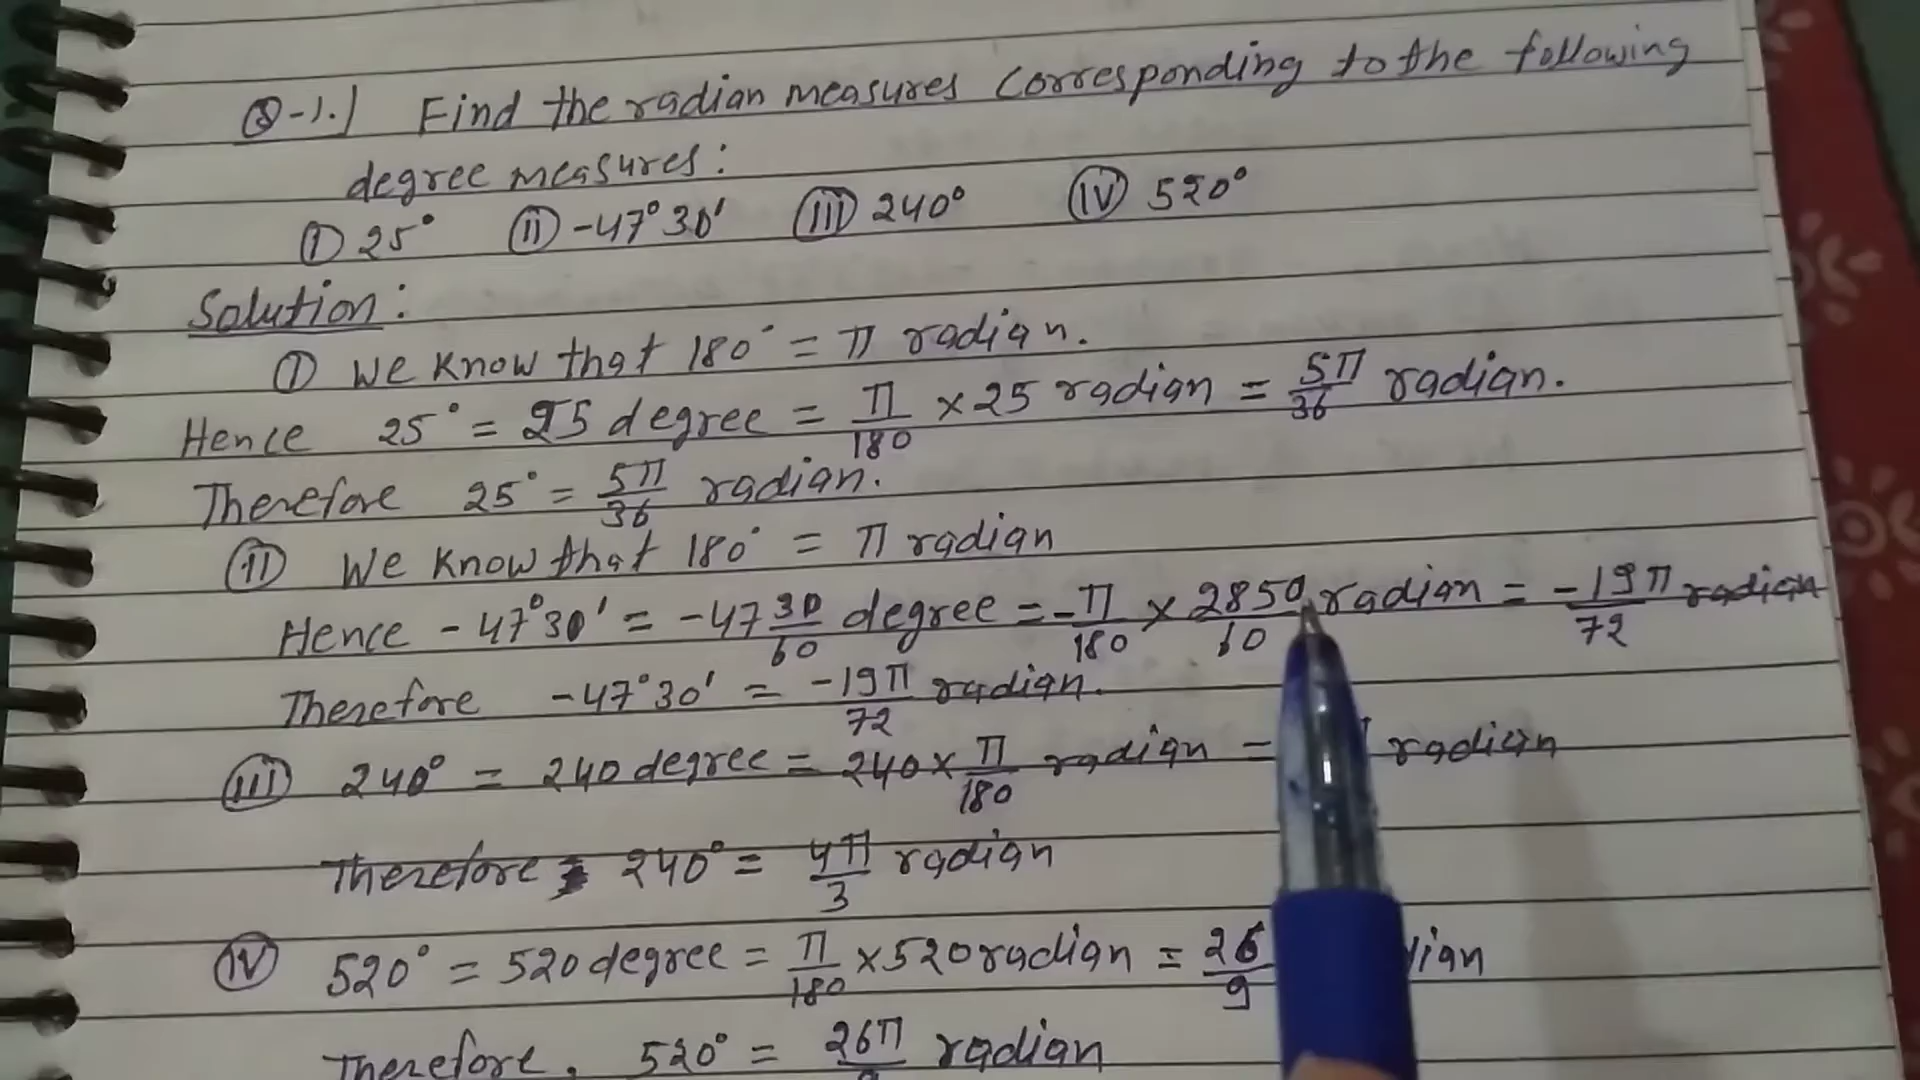 Q-1.| Find the radian measures corresponding to the following
degree measures:
(I) 25° (II) -47°30' (III) 240° (IV) 520°
Solution:
(I) We know that 180° = π radian.
Hence 25° = 25 degree = π/180 × 25 radian = 5π/36 radian.
Therefore 25° = 5π/36 radian.
(II) We know that 180° = π radian
Hence -47°30' = -47 30/60 degree = -π/180 × 2850/60 radian = -19π/72 radian
Therefore -47°30' = -19π/72 radian.
(III) 240° = 240 degree = 240 × π/180 radian = radian
Therefore 240° = 4π/3 radian
(IV) 520° = 520 degree = π/180 × 520 radian = 26/9 dian
Therefore, 520° = 26π/9 radian